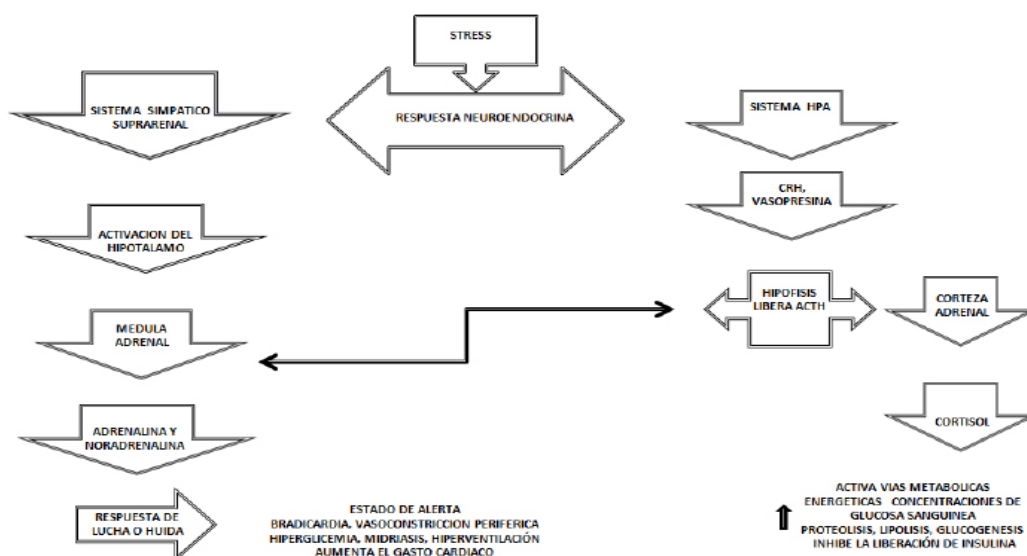 STRESS
RESPUESTA NEUROENDOCRINA
SISTEMA SIMPATICO
SUPRARENAL
ACTIVACION DEL
HIPOTALAMO
MEDULA
ADRENAL
ADRENALINA Y
NORADRENALINA
RESPUESTA DE
LUCHA O HUIDA
ESTADO DE ALERTA
BRADICARDIA, VASOCONSTRICCION PERIFERICA
HIPERGLICEMIA, MIDRIASIS, HIPERVENTILACIÓN
AUMENTA EL GASTO CARDIACO
SISTEMA HPA
CRH,
VASOPRESINA
HIPOFISIS
LIBERA ACTH
CORTEZA
ADRENAL
CORTISOL
ACTIVA VIAS METABOLICAS
ENERGETICAS CONCENTRACIONES DE
GLUCOSA SANGUINEA
PROTEOLISIS, LIPOLISIS, GLUCOGENESIS
INHIBE LA LIBERACIÓN DE INSULINA